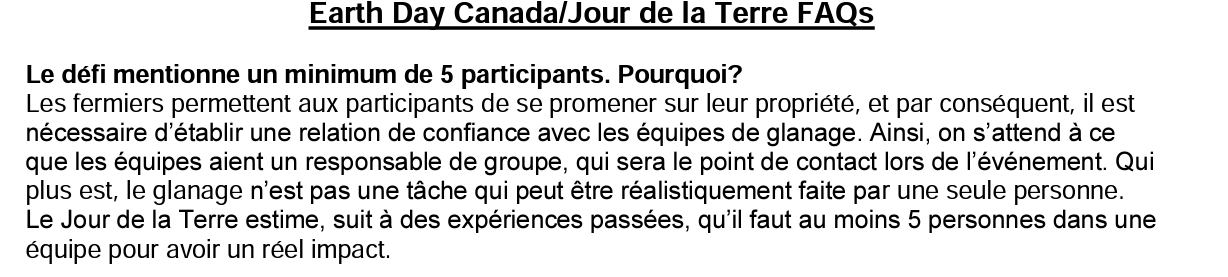 Earth Day Canada/Jour de la Terre FAQs
Le défi mentionne un minimum de 5 participants. Pourquoi?
Les fermiers permettent aux participants de se promener sur leur propriété, et par conséquent, il est
nécessaire d’établir une relation de confiance avec les équipes de glanage. Ainsi, on s’attend à ce
que les équipes aient un responsable de groupe, qui sera le point de contact lors de l’événement. Qui
plus est, le glanage n’est pas une tâche qui peut être réalistiquement faite par une seule personne.
Le Jour de la Terre estime, suit à des expériences passées, qu’il faut au moins 5 personnes dans une
équipe pour avoir un réel impact.